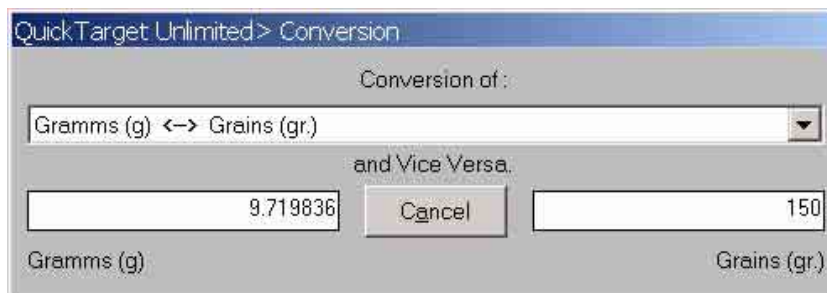 QuickTarget Unlimited> Conversion
Conversion of :
Gramms (g) <--> Grains (gr.)
and Vice Versa.
9.719836 Cancel 150
Gramms (g) Grains (gr.)